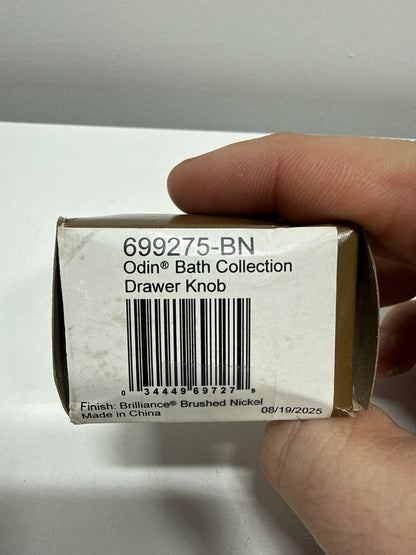 699275-BN
Odin® Bath Collection
Drawer Knob
0 34449 69727 9
Finish: Brilliance® Brushed Nickel
Made in China 08/19/2025